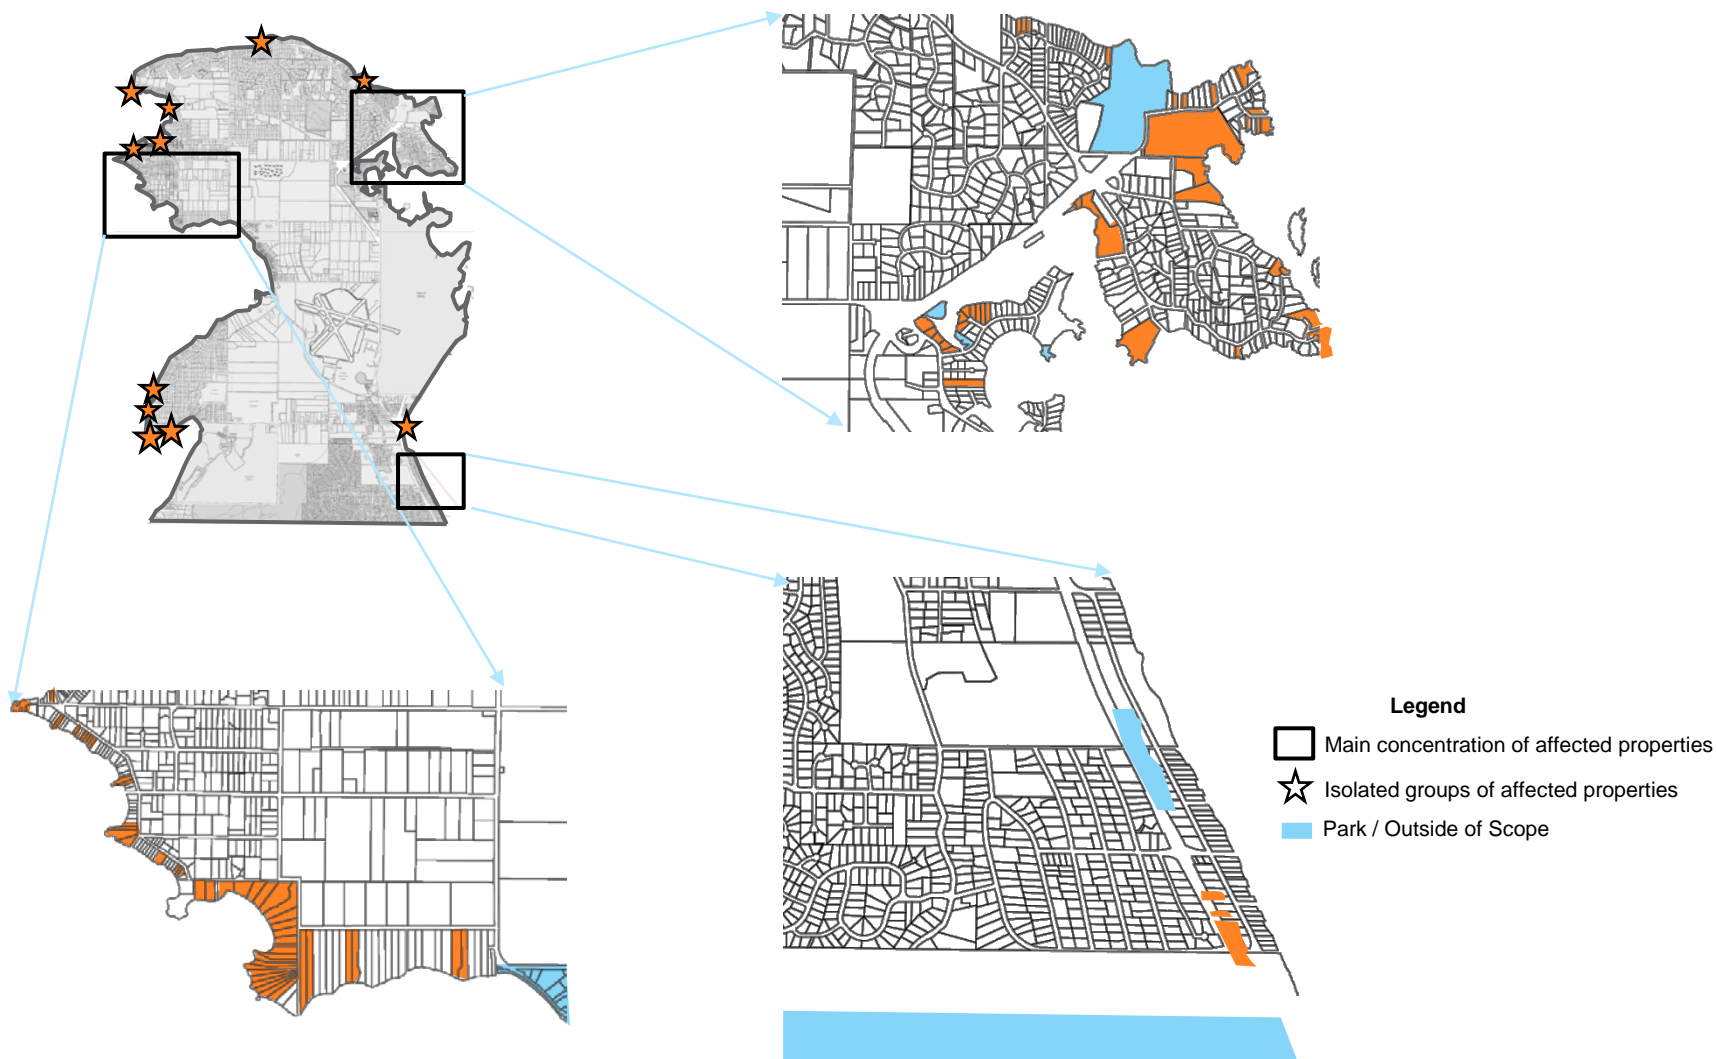 Legend
Main concentration of affected properties
Isolated groups of affected properties
Park / Outside of Scope